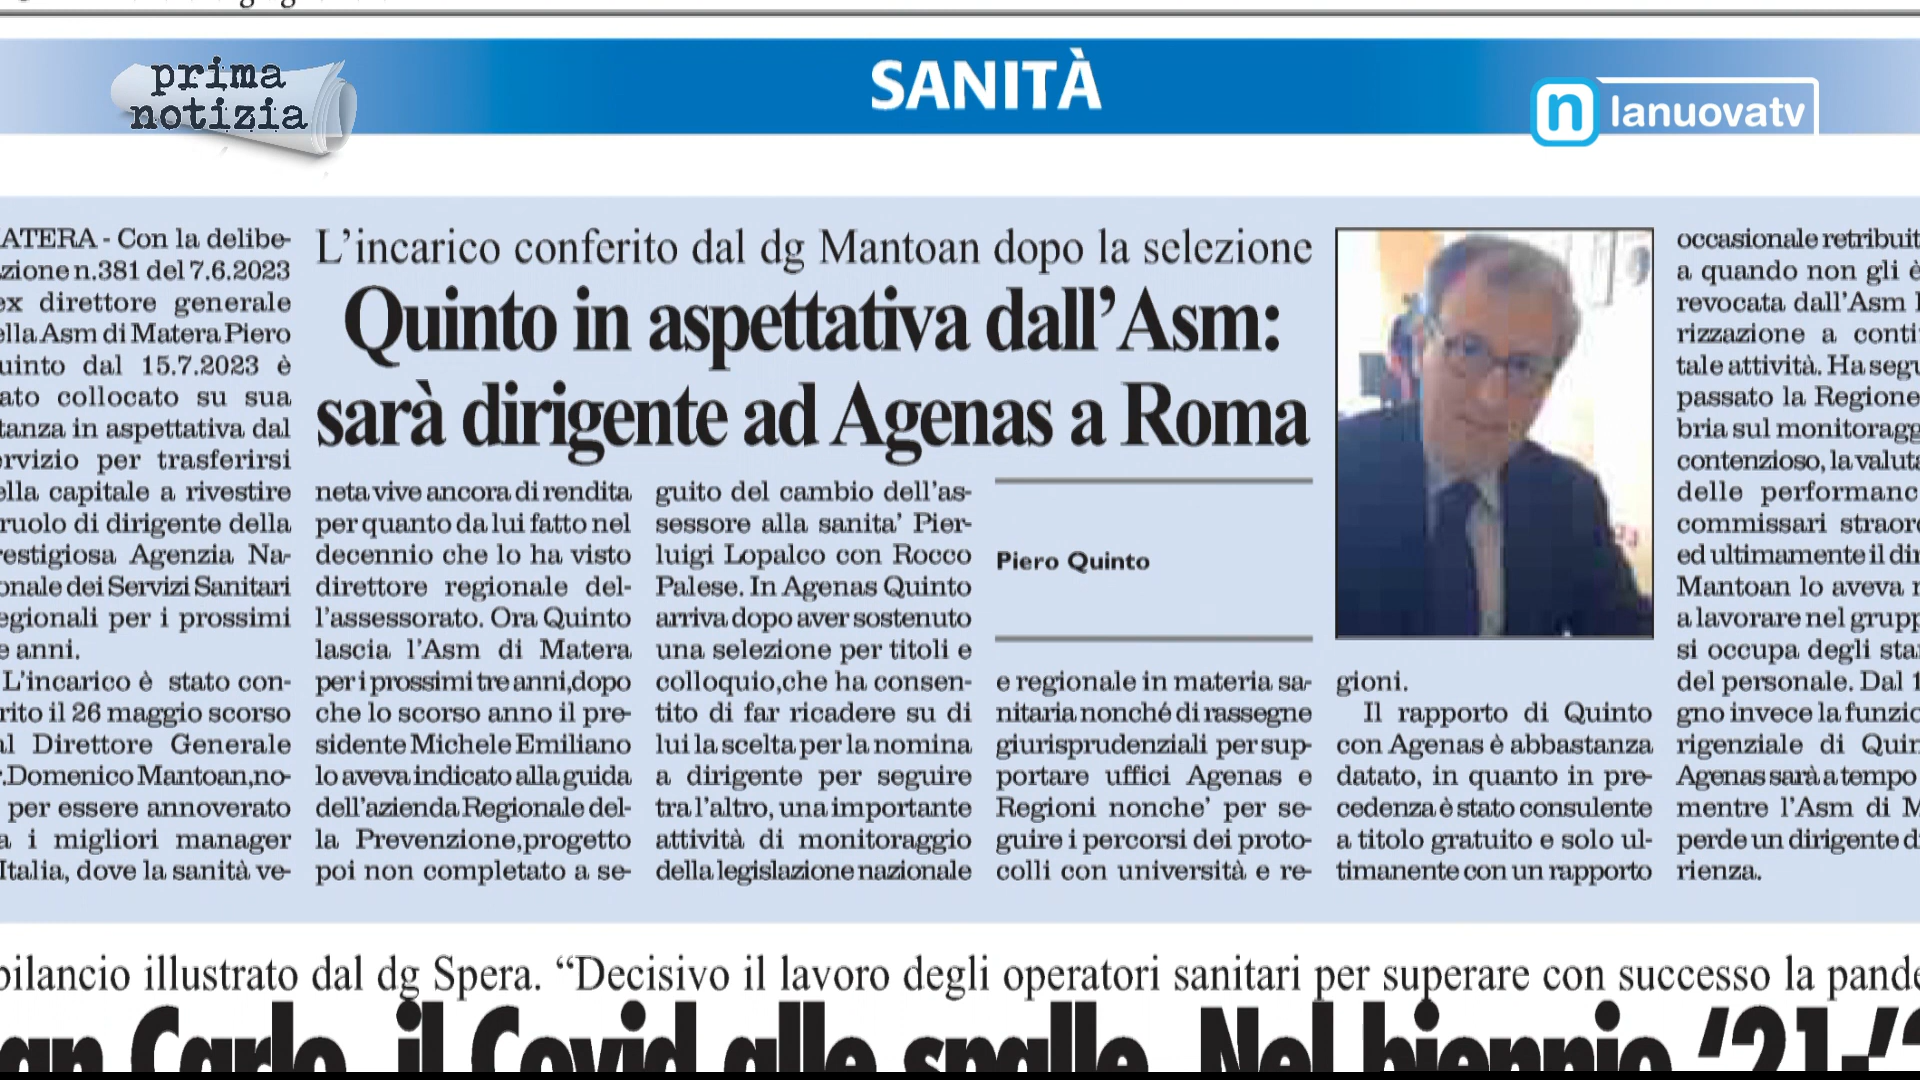 prima
notizia
SANITÀ
n lanuovatv
ATERA - Con la delibe-
zione n.381 del 7.6.2023
ex direttore generale
ella Asm di Matera Piero
uinto dal 15.7.2023 è
ato collocato su sua
tanza in aspettativa dal
ervizio per trasferirsi
ella capitale a rivestire
ruolo di dirigente della
restigiosa Agenzia Na-
onale dei Servizi Sanitari
egionali per i prossimi
e anni.
L'incarico è stato con-
rito il 26 maggio scorso
al Direttore Generale
r.Domenico Mantoan,no-
per essere annoverato
a i migliori manager
Italia, dove la sanità ve-
L'incarico conferito dal dg Mantoan dopo la selezione
Quinto in aspettativa dall'Asm:
sarà dirigente ad Agenas a Roma
neta vive ancora di rendita
per quanto da lui fatto nel
decennio che lo ha visto
direttore regionale del-
l'assessorato. Ora Quinto
lascia l'Asm di Matera
per i prossimi tre anni,dopo
che lo scorso anno il pre-
sidente Michele Emiliano
lo aveva indicato alla guida
dell'azienda Regionale del-
la Prevenzione,progetto
poi non completato a se-
guito del cambio dell'as-
sessore alla sanita' Pier-
luigi Lopalco con Rocco
Palese. In Agenas Quinto
arriva dopo aver sostenuto
una selezione per titoli e
colloquio,che ha consen-
tito di far ricadere su di
lui la scelta per la nomina
a dirigente per seguire
tra l'altro, una importante
attività di monitoraggio
della legislazione nazionale
Piero Quinto
e regionale in materia sa-
nitaria nonché di rassegne
giurisprudenziali per sup-
portare uffici Agenas e
Regioni nonche' per se-
guire i percorsi dei proto-
colli con università e re-
gioni.
Il rapporto di Quinto
con Agenas è abbastanza
datato, in quanto in pre-
cedenza è stato consulente
a titolo gratuito e solo ul-
timanente con un rapporto
occasionale retribuit
a quando non gli è
revocata dall'Asm
rizzazione a conti
tale attività. Ha segu
passato la Regione
bria sul monitoragg
contenzioso, la valuta
delle performanc
commissari straord
ed ultimamente il di
Mantoan lo aveva
a lavorare nel grupp
si occupa degli sta
del personale. Dal 1
gno invece la funzio
rigenziale di Quin
Agenas sarà a tempo
mentre l'Asm di M
perde un dirigente d
rienza.
bilancio illustrato dal dg Spera. “Decisivo il lavoro degli operatori sanitari per superare con successo la pande
an Carlo, il Covid alle spalle. Nel biennio '21-'2